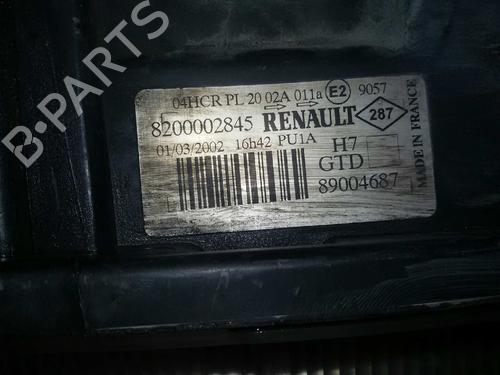 B-PARTS
04HCR PL 20 02A 011a E2 9057
8200002845 RENAULT 287
01/03/2002 16h42 PU1A H7
GTD
89004687
MADE IN FRANCE